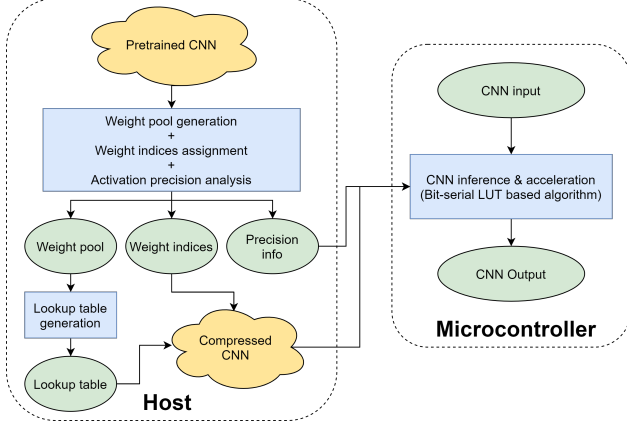 Pretrained CNN
Weight pool generation
+
Weight indices assignment
+
Activation precision analysis
Weight pool
Weight indices
Precision
info
Lookup table
generation
Lookup table
Compressed
CNN
Host
CNN input
CNN inference & acceleration
(Bit-serial LUT based algorithm)
CNN Output
Microcontroller